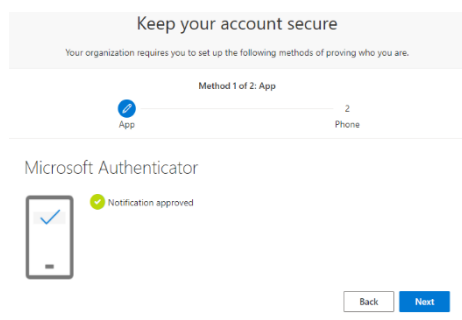 Keep your account secure
Your organization requires you to set up the following methods of proving who you are.
Method 1 of 2: App
2
App
Phone
Microsoft Authenticator
Notification approved
Back
Next